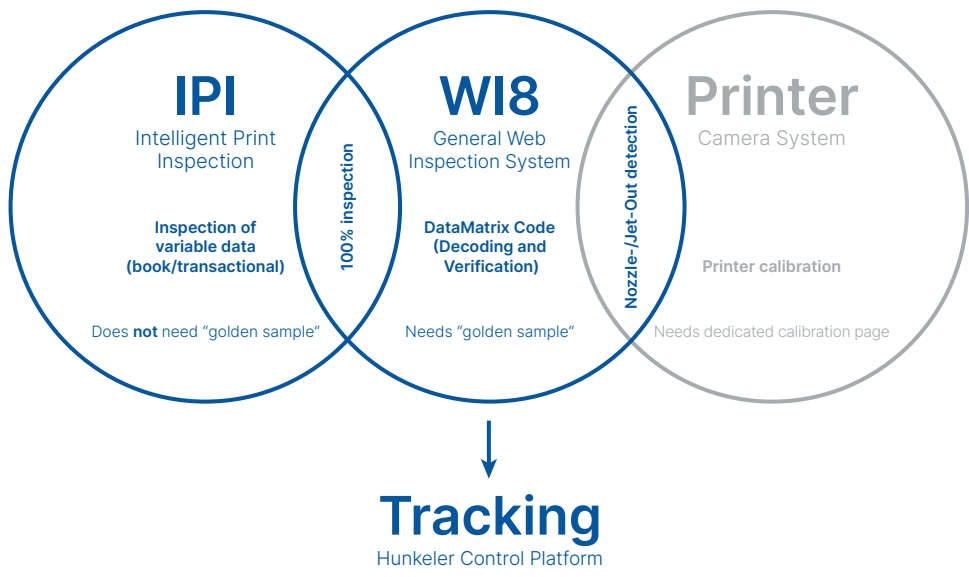 IPI
Intelligent Print
Inspection
Inspection of
variable data
(book/transactional)
Does not need “golden sample“
100% inspection
WI8
General Web
Inspection System
DataMatrix Code
(Decoding and
Verification)
Needs “golden sample“
Nozzle-/Jet-Out detection
Printer
Camera System
Printer calibration
Needs dedicated calibration page
Tracking
Hunkeler Control Platform